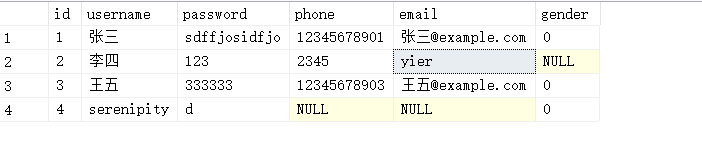 id username password phone email gender
1 1 张三 sdffjosidfjo 12345678901 张三@example.com 0
2 2 李四 123 2345 yier NULL
3 3 王五 333333 12345678903 王五@example.com 0
4 4 serenipity d NULL NULL 0